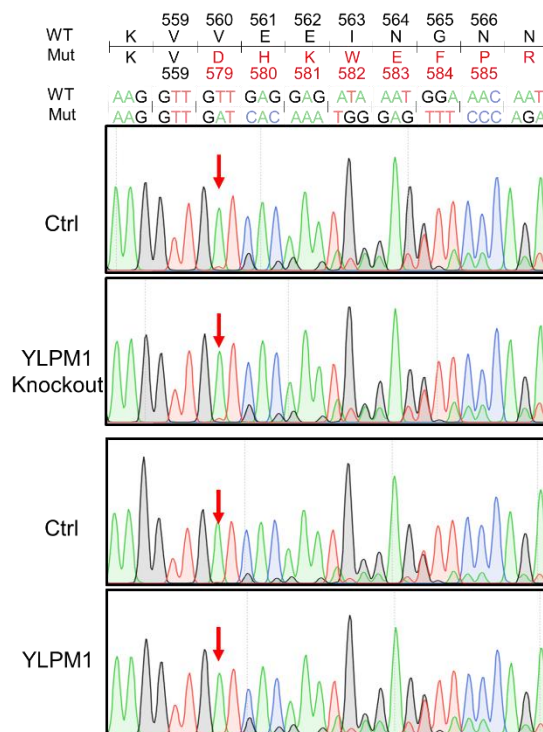 559 560 561 562 563 564 565 566
WT K V V E E I N G N N
Mut K V D H K W E F P R
559 579 580 581 582 583 584 585
WT AAG GTT GTT GAG GAG ATA AAT GGA AAC AAT
Mut AAG GTT GAT CAC AAA TGG GAG TTT CCC AGA
Ctrl
YLPM1
Knockout
Ctrl
YLPM1